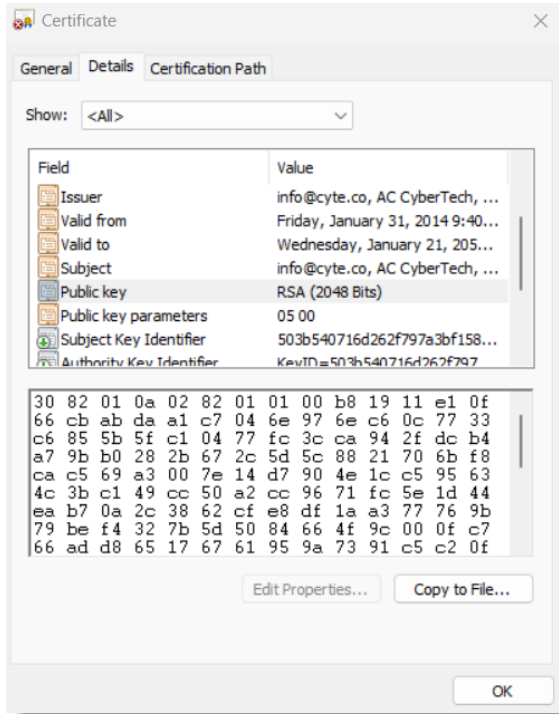 Certificate
General Details Certification Path
Show: <All>
Field Value
Issuer info@cyte.co, AC CyberTech, ...
Valid from Friday, January 31, 2014 9:40...
Valid to Wednesday, January 21, 205...
Subject info@cyte.co, AC CyberTech, ...
Public key RSA (2048 Bits)
Public key parameters 05 00
Subject Key Identifier 503b540716d262f797a3bf158...
Authority Key Identifier KeyID=503b540716d262f797
30 82 01 0a 02 82 01 01 00 b8 19 11 e1 0f
66 cb ab da a1 c7 04 6e 97 6e c6 0c 77 33
c6 85 5b 5f c1 04 77 fc 3c ca 94 2f dc b4
a7 9b b0 28 2b 67 2c 5d 5c 88 21 70 6b f8
ca c5 69 a3 00 7e 14 d7 90 4e 1c c5 95 63
4c 3b c1 49 cc 50 a2 cc 96 71 fc 5e 1d 44
ea b7 0a 2c 38 62 cf e8 df 1a a3 77 76 9b
79 be f4 32 7b 5d 50 84 66 4f 9c 00 0f c7
66 ad d8 65 17 67 61 95 9a 73 91 c5 c2 0f
Edit Properties... Copy to File...
OK